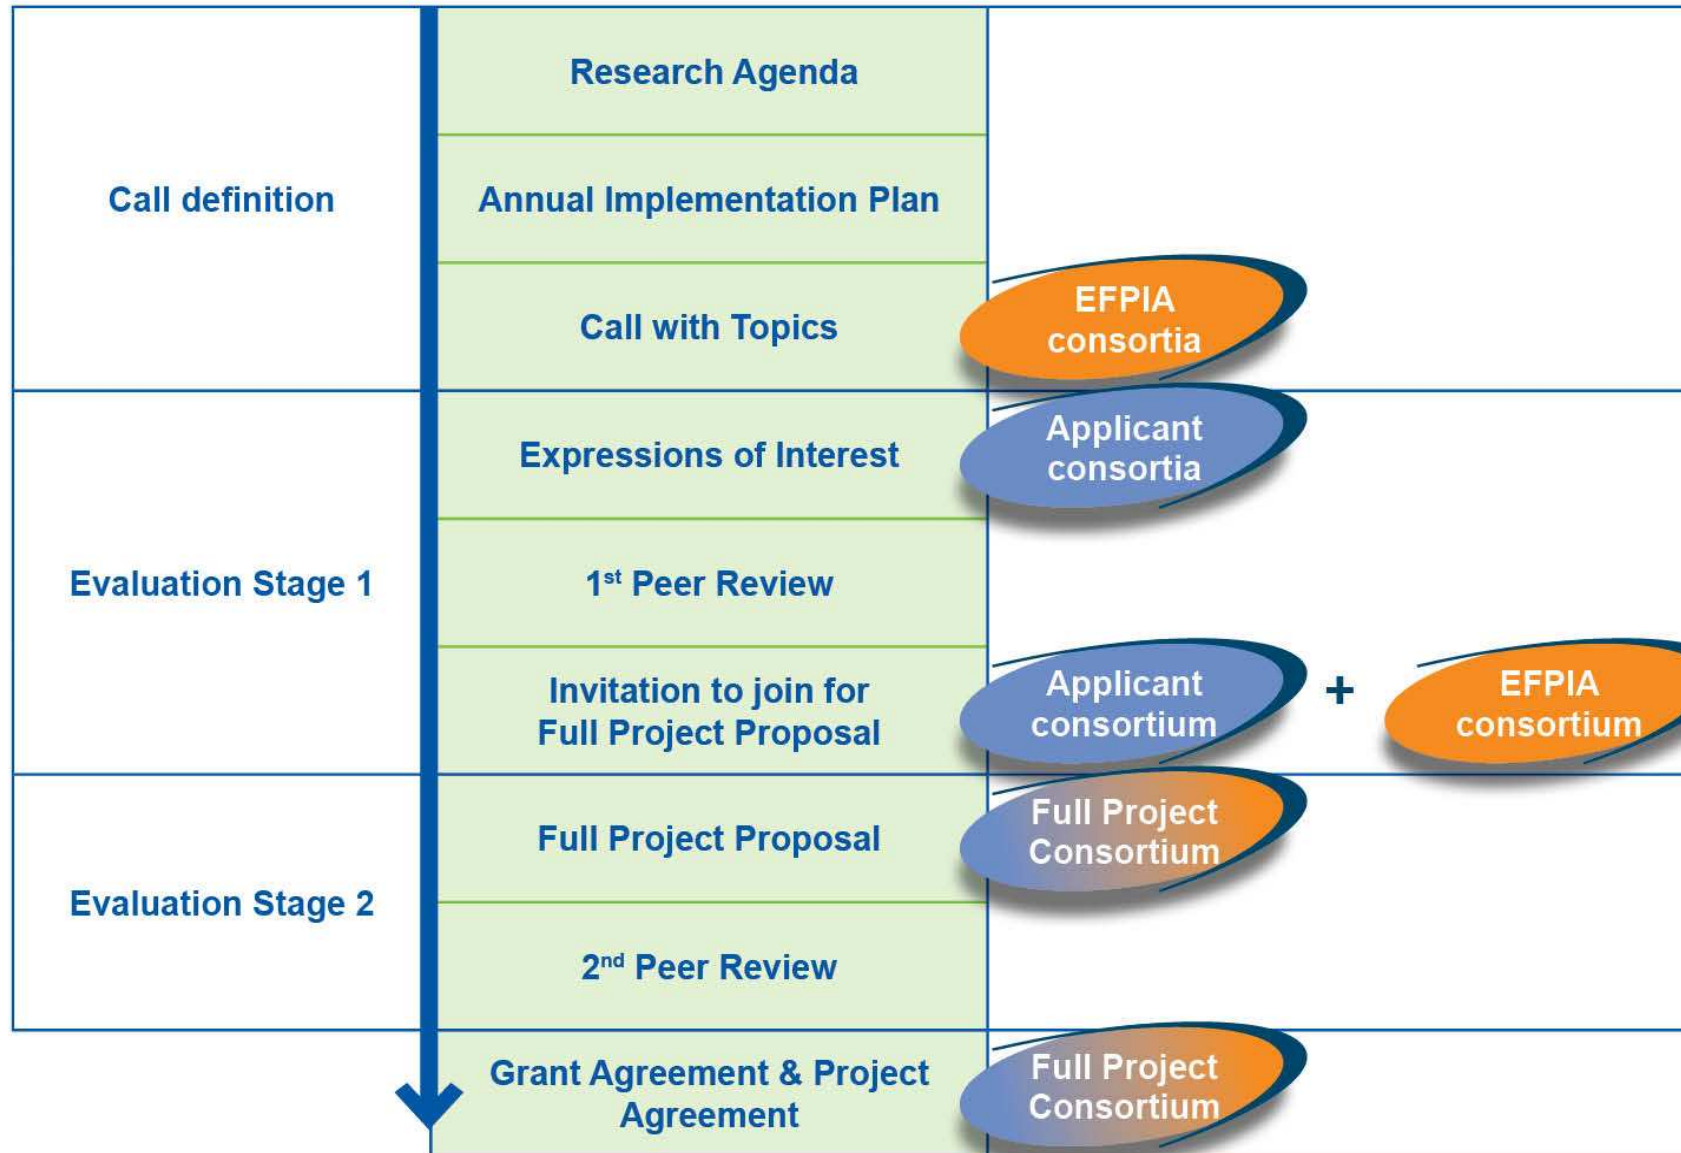 Research Agenda
Call definition
Annual Implementation Plan
Call with Topics
EFPIA
consortia
Expressions of Interest
Applicant
consortia
Evaluation Stage 1
1st Peer Review
Invitation to join for
Full Project Proposal
Applicant
consortium
+
EFPIA
consortium
Evaluation Stage 2
Full Project Proposal
Full Project
Consortium
2nd Peer Review
Grant Agreement & Project
Agreement
Full Project
Consortium